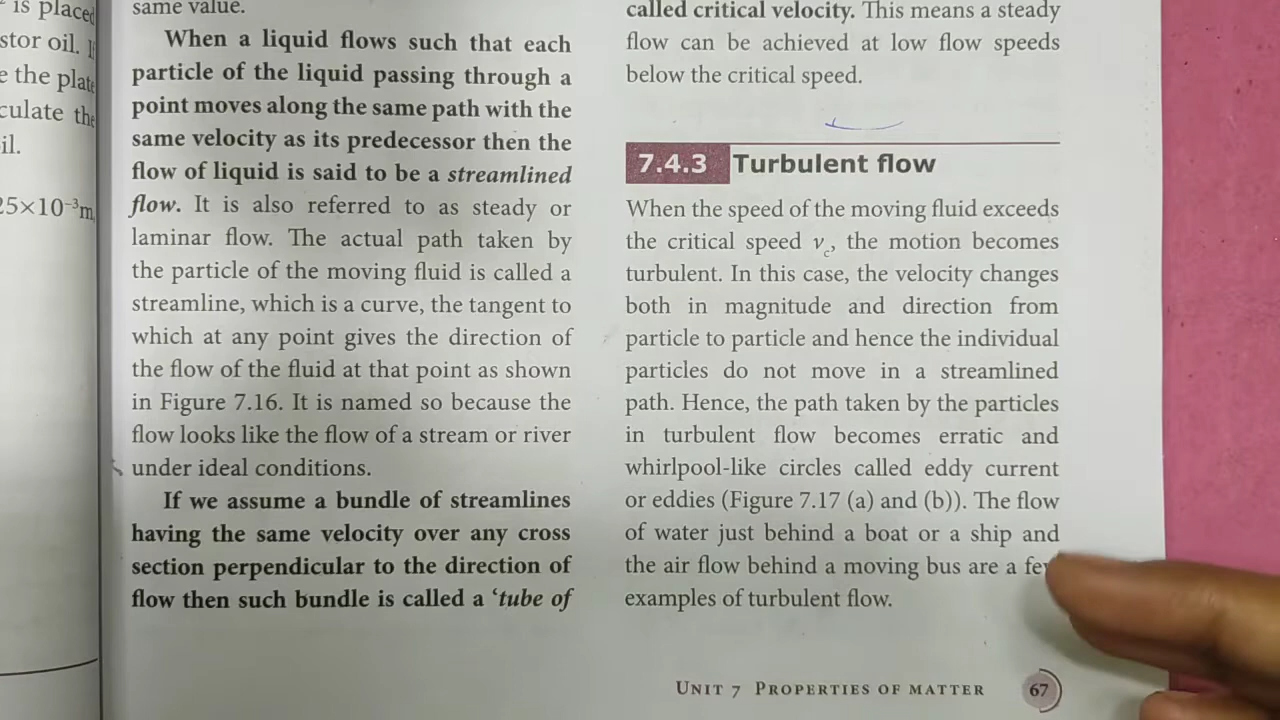 is placed
stor oil. I
e the plate
culate the
il.
25×10⁻³m
same value.
When a liquid flows such that each
particle of the liquid passing through a
point moves along the same path with the
same velocity as its predecessor then the
flow of liquid is said to be a streamlined
flow. It is also referred to as steady or
laminar flow. The actual path taken by
the particle of the moving fluid is called a
streamline, which is a curve, the tangent to
which at any point gives the direction of
the flow of the fluid at that point as shown
in Figure 7.16. It is named so because the
flow looks like the flow of a stream or river
under ideal conditions.
If we assume a bundle of streamlines
having the same velocity over any cross
section perpendicular to the direction of
flow then such bundle is called a ‘tube of
called critical velocity. This means a steady
flow can be achieved at low flow speeds
below the critical speed.
7.4.3 Turbulent flow
When the speed of the moving fluid exceeds
the critical speed v꜀, the motion becomes
turbulent. In this case, the velocity changes
both in magnitude and direction from
particle to particle and hence the individual
particles do not move in a streamlined
path. Hence, the path taken by the particles
in turbulent flow becomes erratic and
whirlpool-like circles called eddy current
or eddies (Figure 7.17 (a) and (b)). The flow
of water just behind a boat or a ship and
the air flow behind a moving bus are a few
examples of turbulent flow.
UNIT 7 PROPERTIES OF MATTER 67